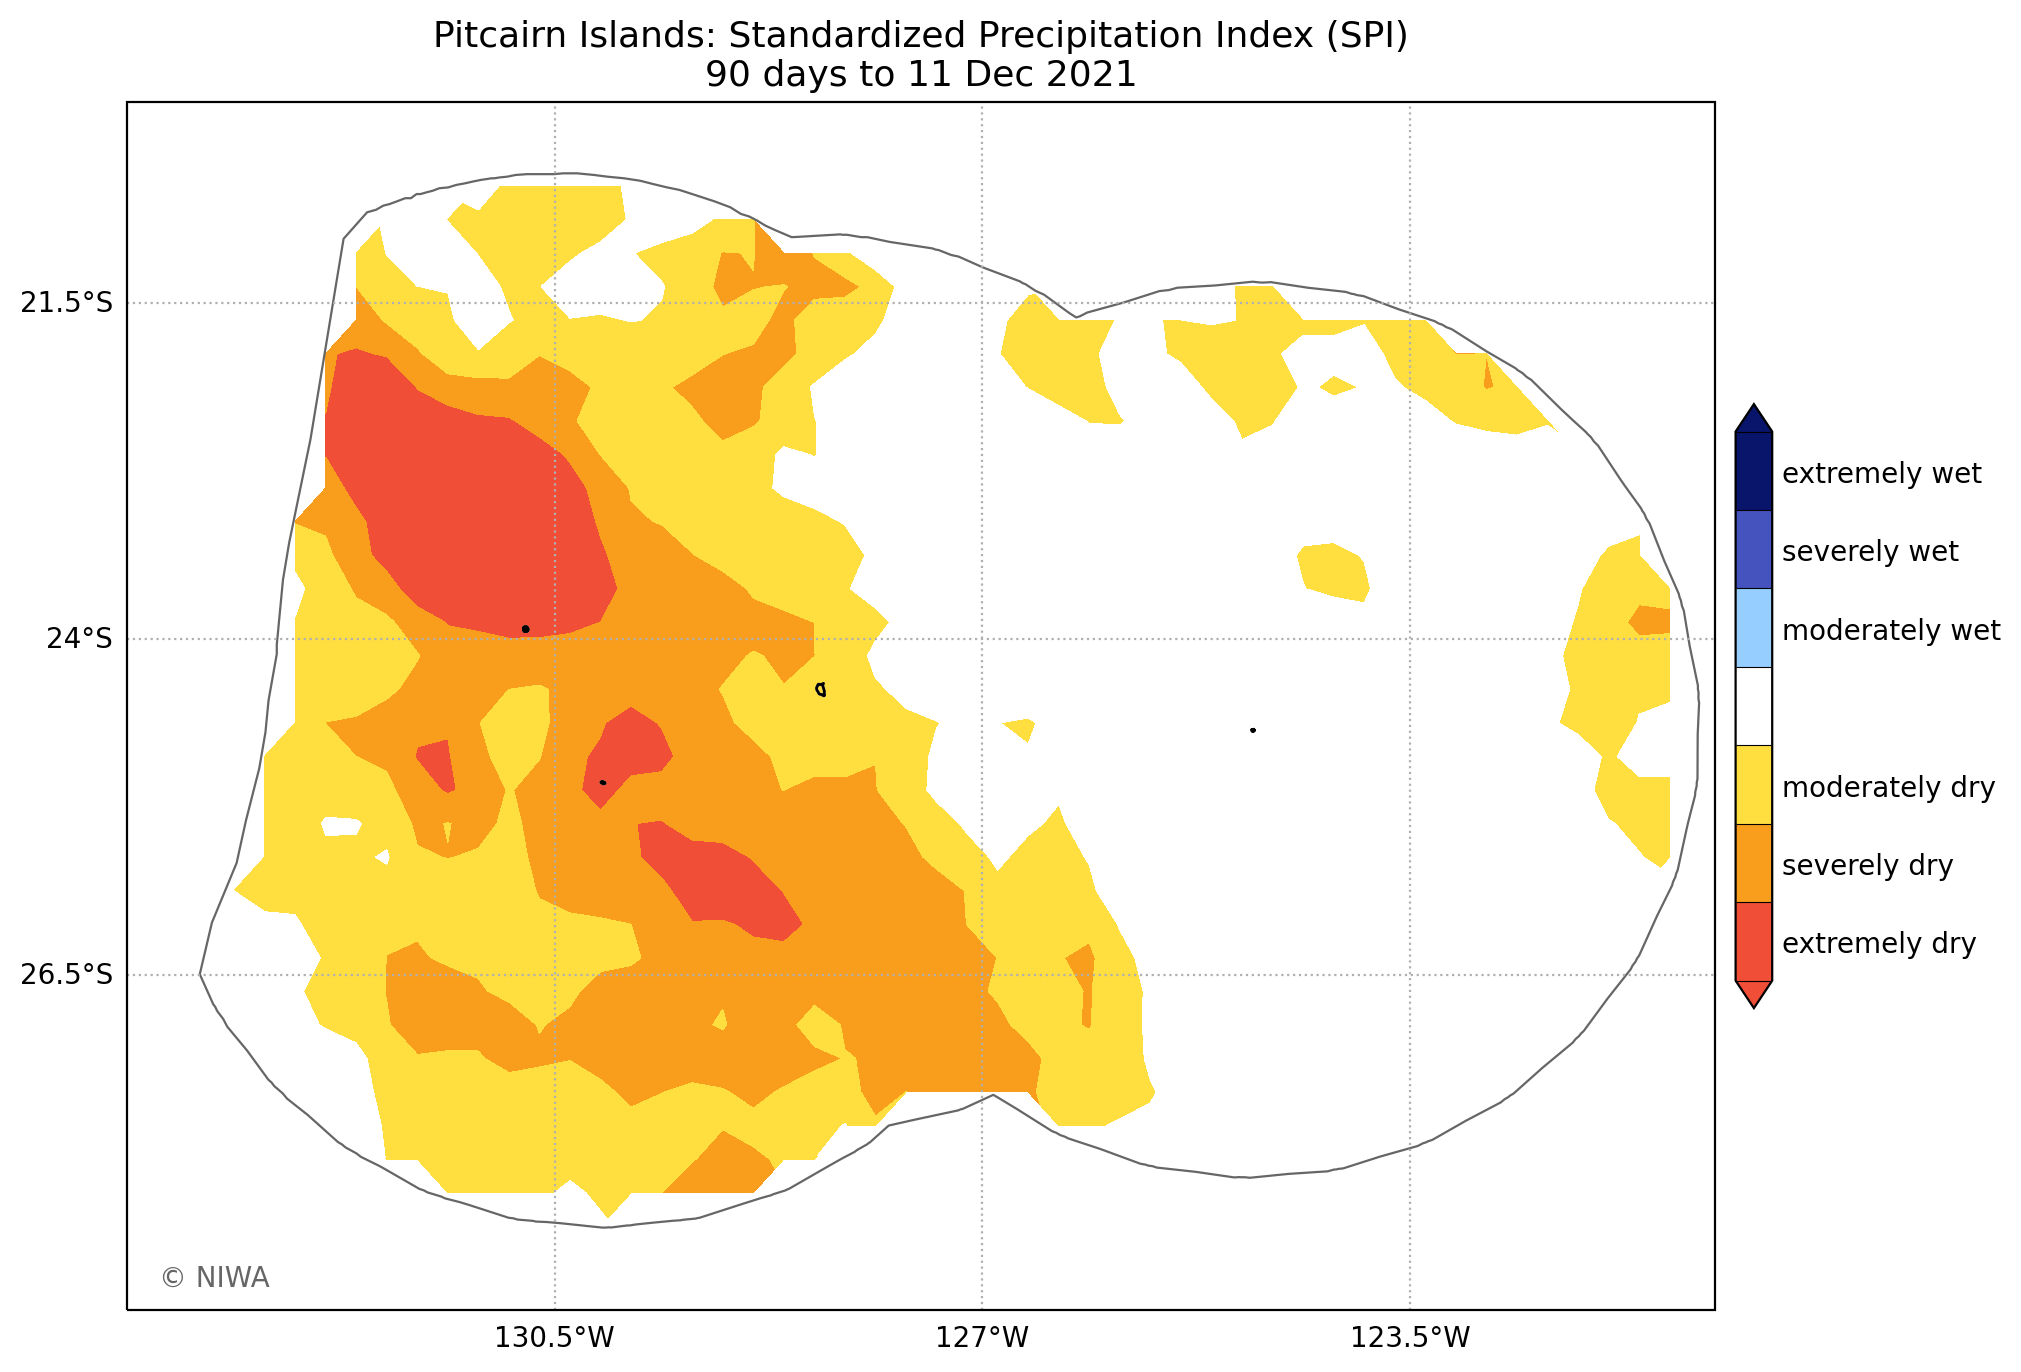 Pitcairn Islands: Standardized Precipitation Index (SPI)
90 days to 11 Dec 2021
21.5°S
24°S
26.5°S
130.5°W
127°W
123.5°W
extremely wet
severely wet
moderately wet
moderately dry
severely dry
extremely dry
© NIWA